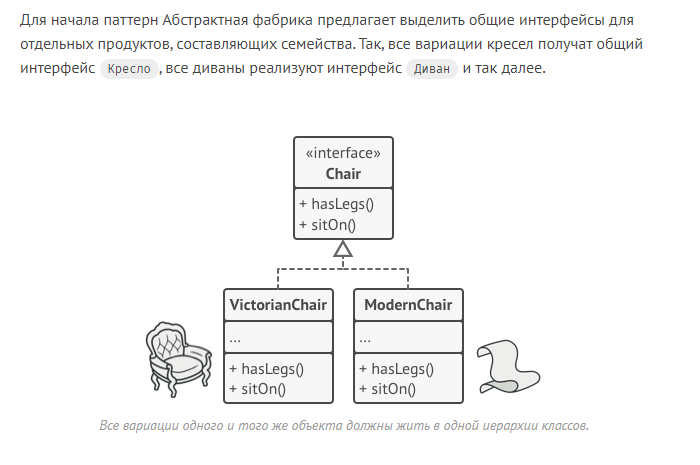 Для начала паттерн Абстрактная фабрика предлагает выделить общие интерфейсы для
отдельных продуктов, составляющих семейства. Так, все вариации кресел получат общий
интерфейс Кресло , все диваны реализуют интерфейс Диван и так далее.
«interface»
Chair
+ hasLegs()
+ sitOn()
VictorianChair
...
+ hasLegs()
+ sitOn()
ModernChair
...
+ hasLegs()
+ sitOn()
Все вариации одного и того же объекта должны жить в одной иерархии классов.